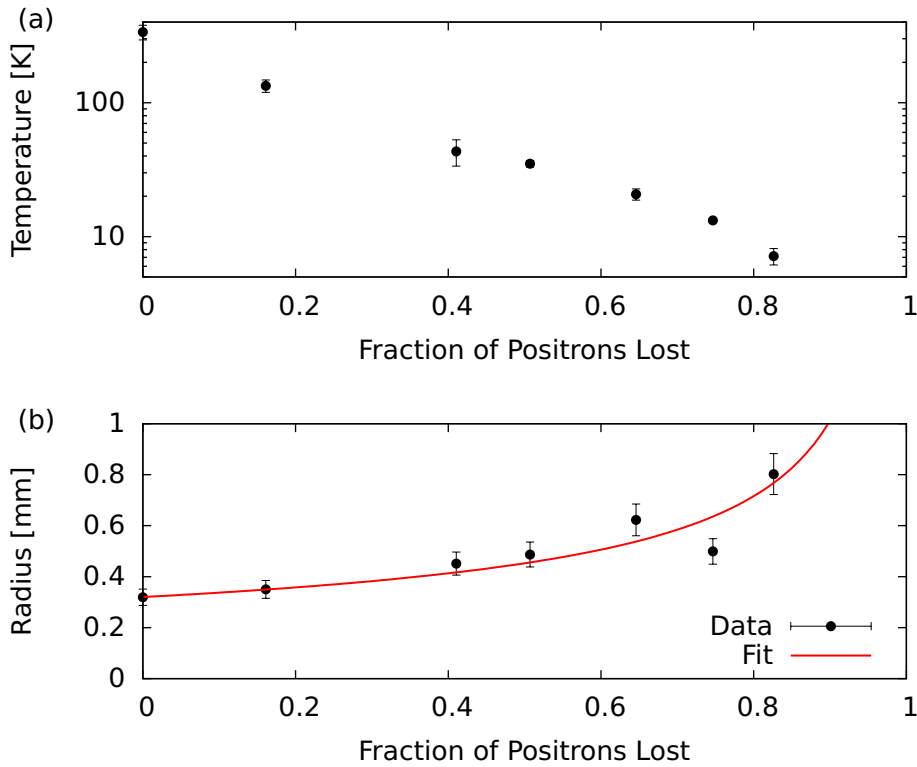 (a)
Temperature [K]
100
10
0 0.2 0.4 0.6 0.8 1
Fraction of Positrons Lost
(b)
Radius [mm]
1
0.8
0.6
0.4
0.2
0
Data
Fit
0 0.2 0.4 0.6 0.8 1
Fraction of Positrons Lost